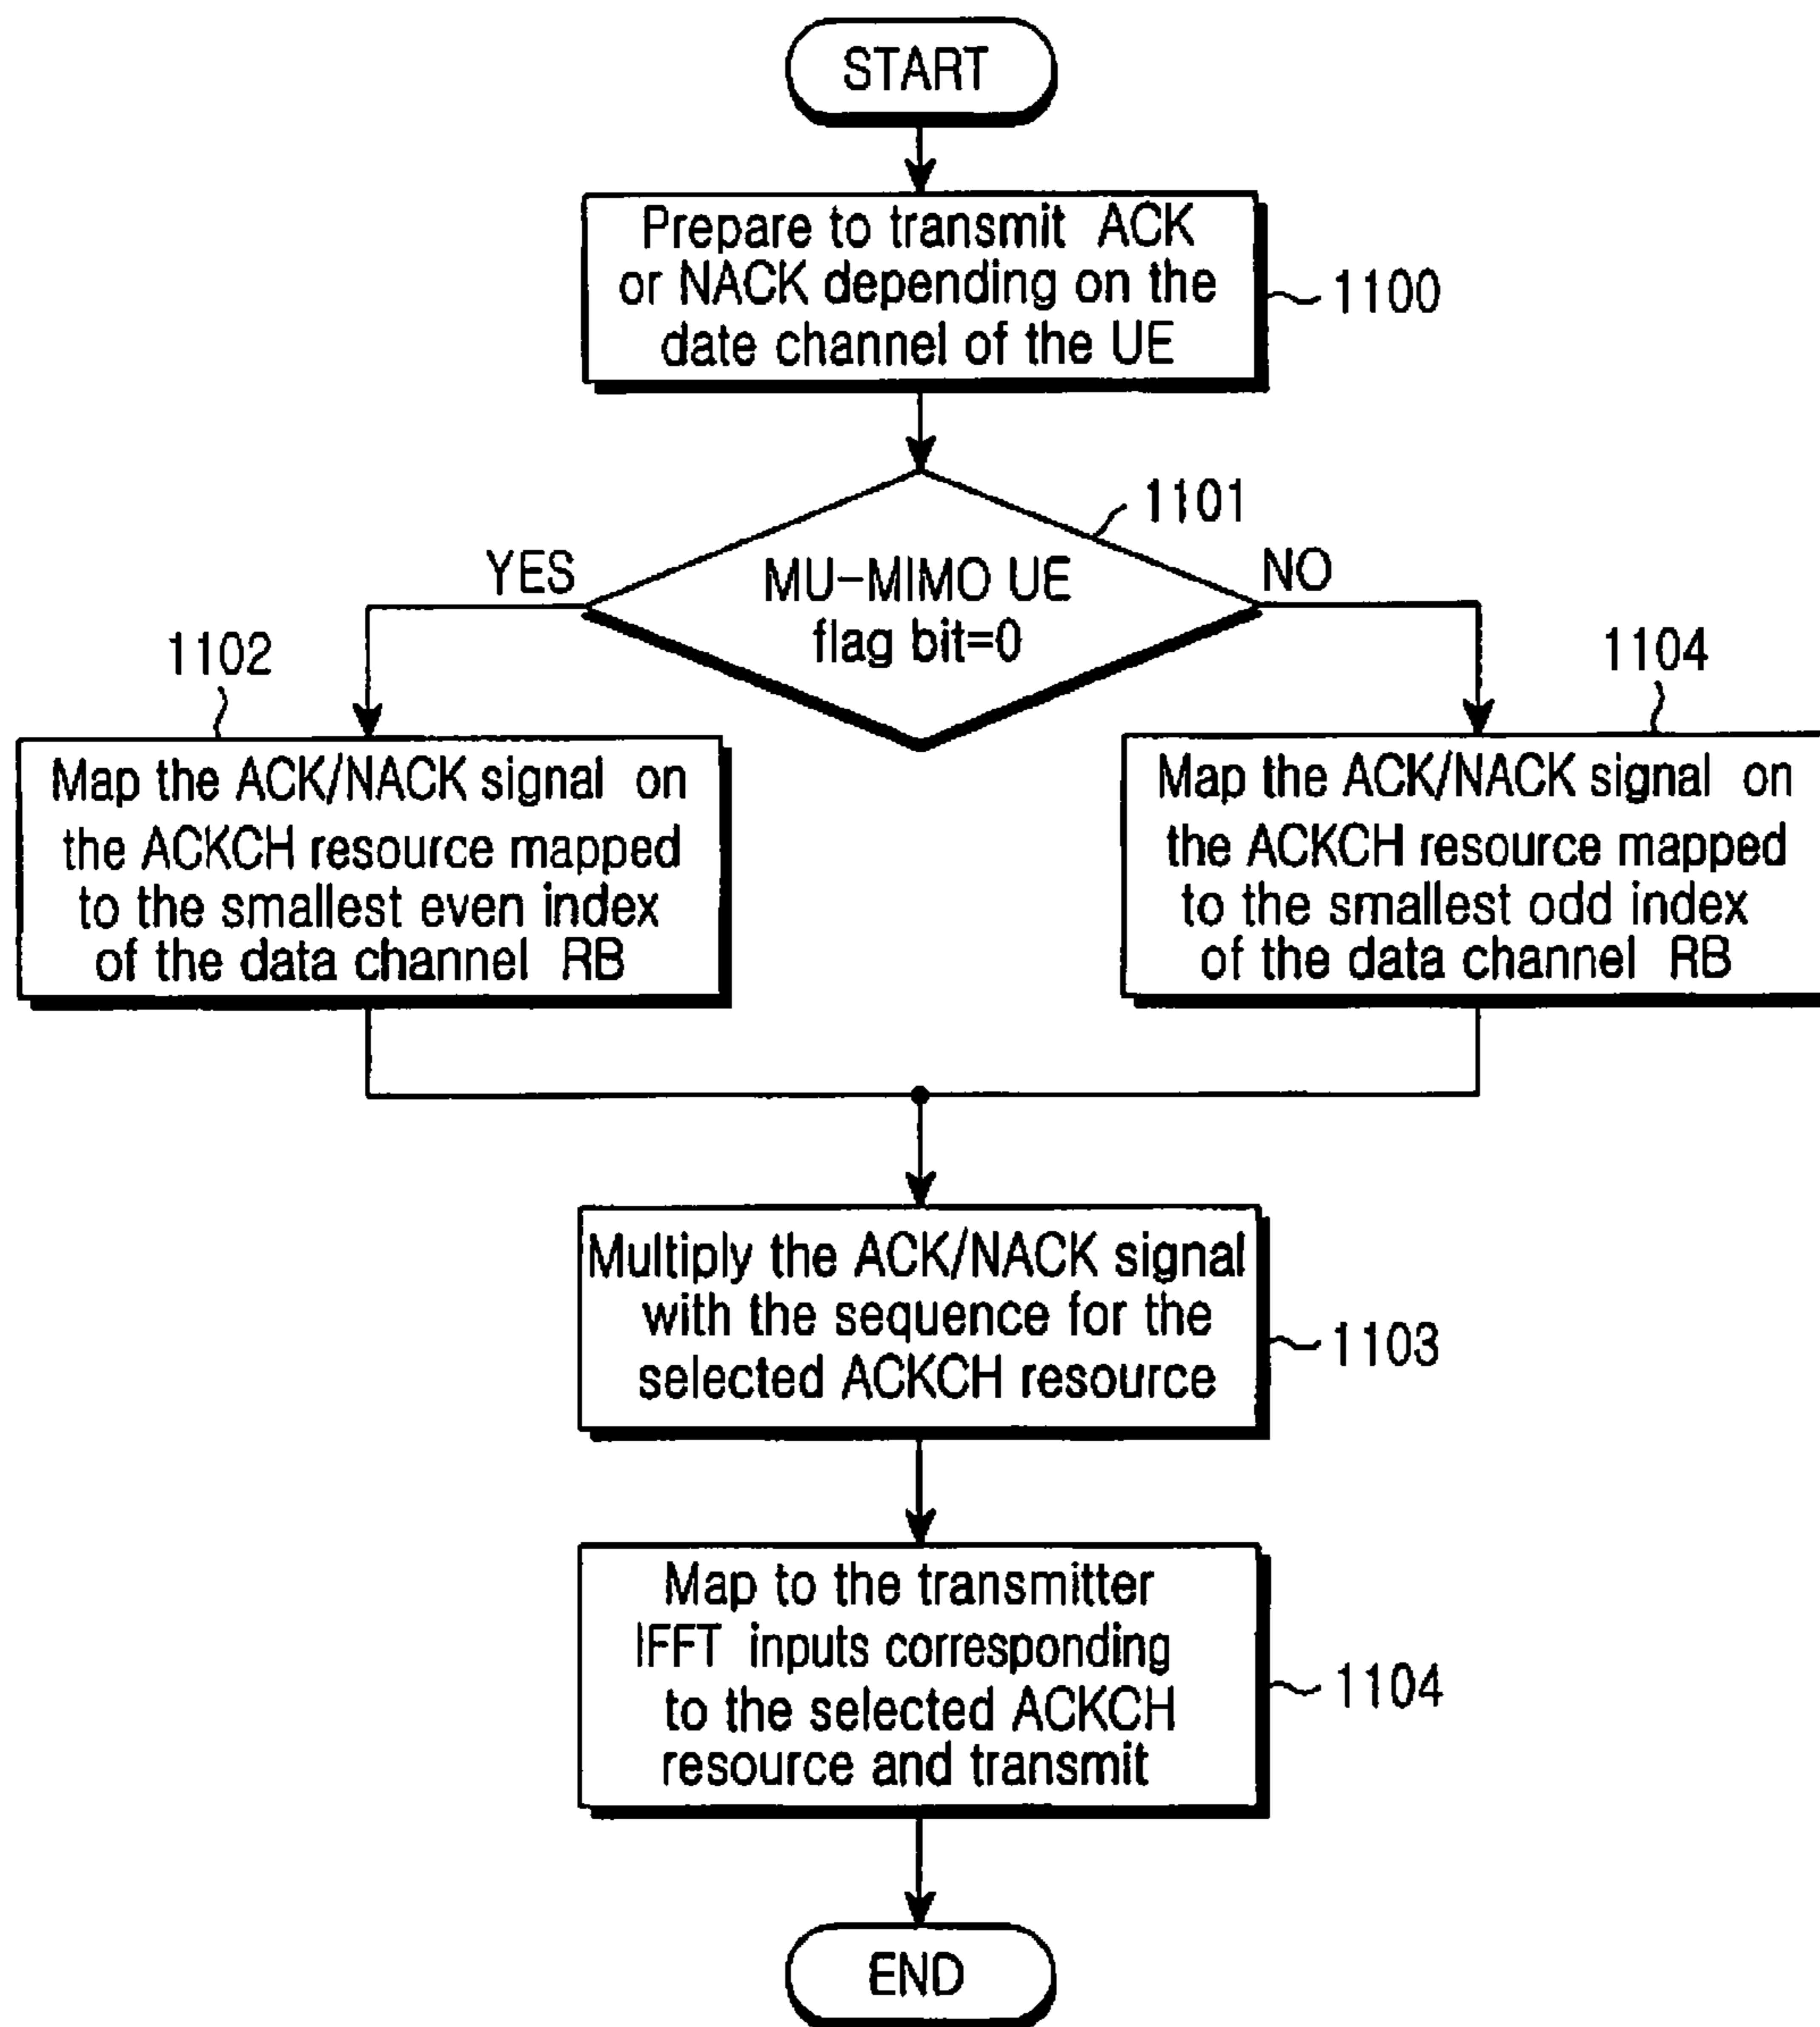 START
Prepare to transmit ACK
or NACK depending on the
date channel of the UE
1100
1101
YES
MU-MIMO UE
flag bit=0
NO
1102
1104
Map the ACK/NACK signal on
the ACKCH resource mapped
to the smallest even index
of the data channel RB
Map the ACK/NACK signal on
the ACKCH resource mapped
to the smallest odd index
of the data channel RB
Multiply the ACK/NACK signal
with the sequence for the
selected ACKCH resource
1103
Map to the transmitter
IFFT inputs corresponding
to the selected ACKCH
resource and transmit
1104
END